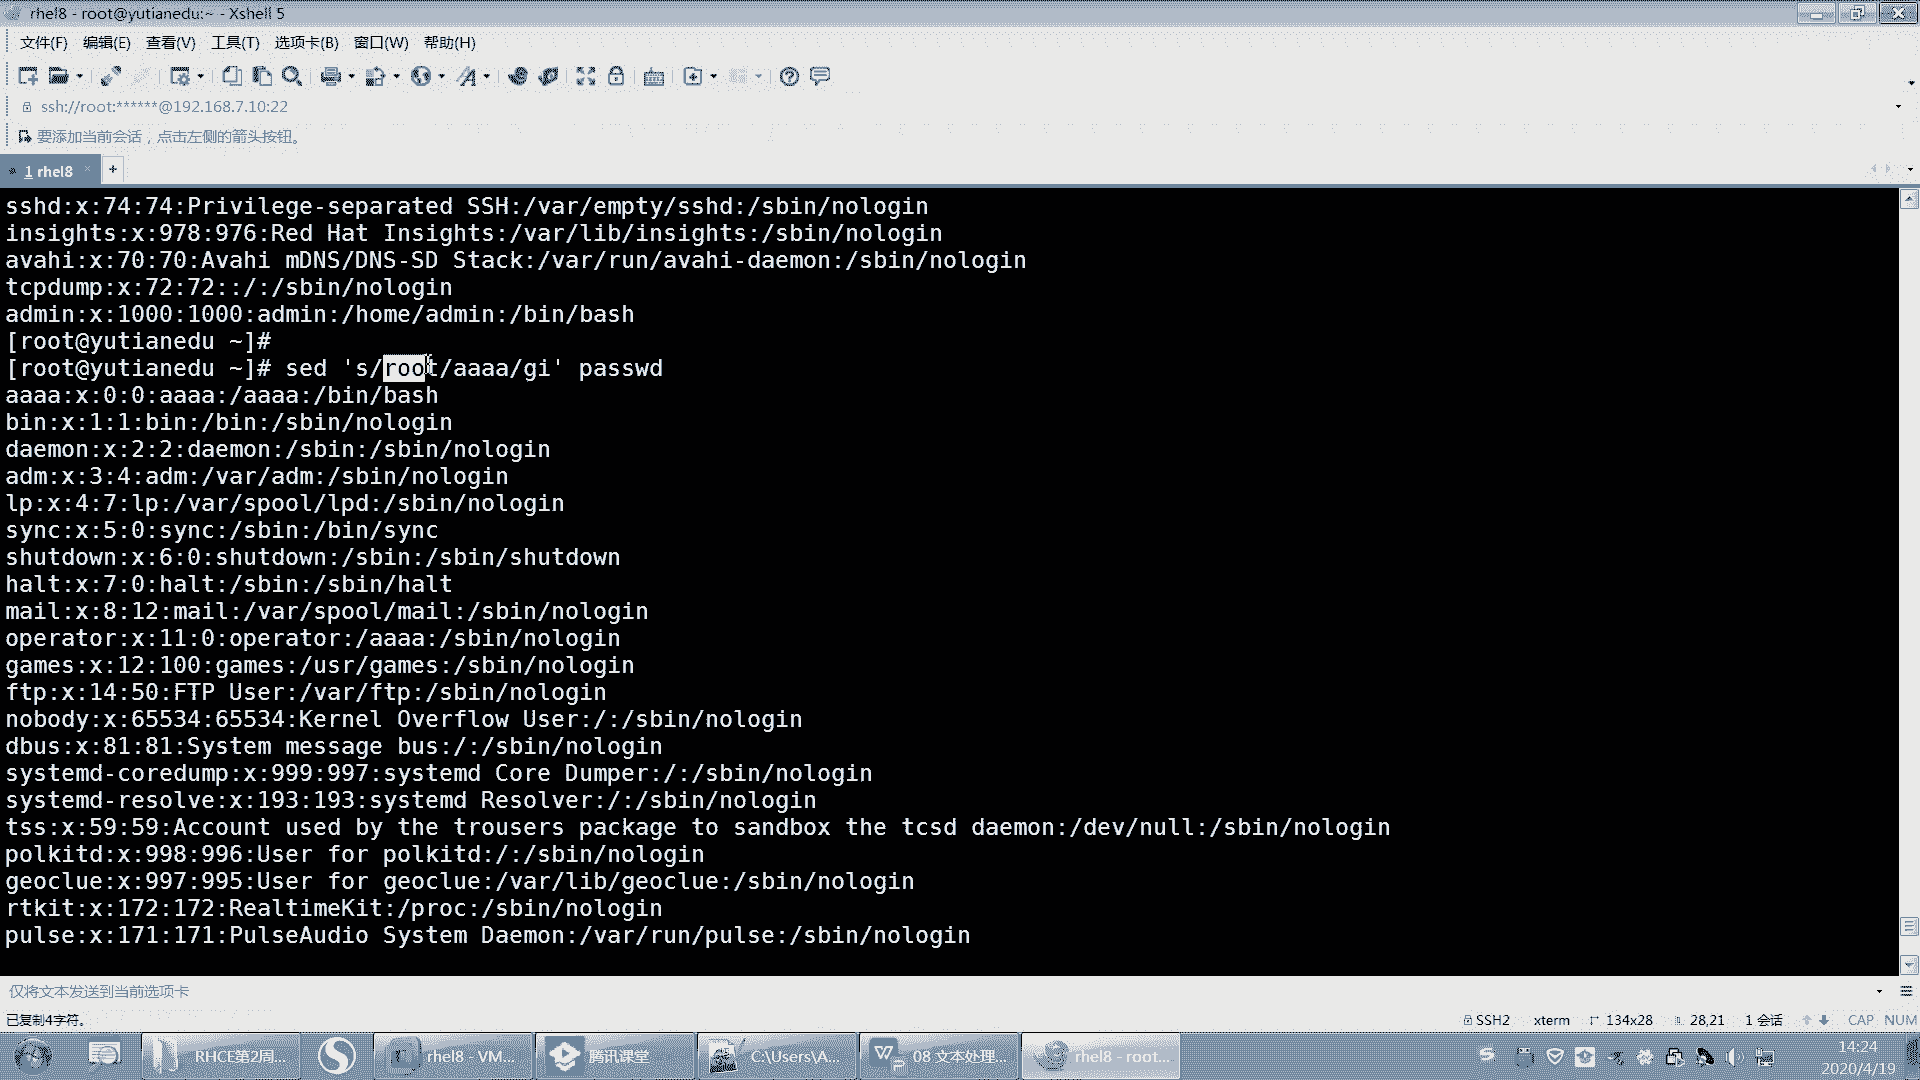 rhel8 - root@yutianedu:~ - Xshell 5
文件(F) 编辑(E) 查看(V) 工具(T) 选项卡(B) 窗口(W) 帮助(H)
ssh://root:******@192.168.7.10:22
要添加当前会话，点击左侧的箭头按钮。
1 rhel8 × +
sshd:x:74:74:Privilege-separated SSH:/var/empty/sshd:/sbin/nologin
insights:x:978:976:Red Hat Insights:/var/lib/insights:/sbin/nologin
avahi:x:70:70:Avahi mDNS/DNS-SD Stack:/var/run/avahi-daemon:/sbin/nologin
tcpdump:x:72:72::/:/sbin/nologin
admin:x:1000:1000:admin:/home/admin:/bin/bash
[root@yutianedu ~]#
[root@yutianedu ~]# sed 's/root/aaaa/gi' passwd
aaaa:x:0:0:aaaa:/aaaa:/bin/bash
bin:x:1:1:bin:/bin:/sbin/nologin
daemon:x:2:2:daemon:/sbin:/sbin/nologin
adm:x:3:4:adm:/var/adm:/sbin/nologin
lp:x:4:7:lp:/var/spool/lpd:/sbin/nologin
sync:x:5:0:sync:/sbin:/bin/sync
shutdown:x:6:0:shutdown:/sbin:/sbin/shutdown
halt:x:7:0:halt:/sbin:/sbin/halt
mail:x:8:12:mail:/var/spool/mail:/sbin/nologin
operator:x:11:0:operator:/aaaa:/sbin/nologin
games:x:12:100:games:/usr/games:/sbin/nologin
ftp:x:14:50:FTP User:/var/ftp:/sbin/nologin
nobody:x:65534:65534:Kernel Overflow User:/:/sbin/nologin
dbus:x:81:81:System message bus:/:/sbin/nologin
systemd-coredump:x:999:997:systemd Core Dumper:/:/sbin/nologin
systemd-resolve:x:193:193:systemd Resolver:/:/sbin/nologin
tss:x:59:59:Account used by the trousers package to sandbox the tcsd daemon:/dev/null:/sbin/nologin
polkitd:x:998:996:User for polkitd:/:/sbin/nologin
geoclue:x:997:995:User for geoclue:/var/lib/geoclue:/sbin/nologin
rtkit:x:172:172:RealtimeKit:/proc:/sbin/nologin
pulse:x:171:171:PulseAudio System Daemon:/var/run/pulse:/sbin/nologin
仅将文本发送到当前选项卡
已复制4字符。 SSH2 xterm 134x28 28,21 1 会话 CAP NUM
RHCE第2周... rhel8 - VM... 腾讯课堂 C:\Users\A... 08 文本处理... rhel8 - root... 14:24
2020/4/19